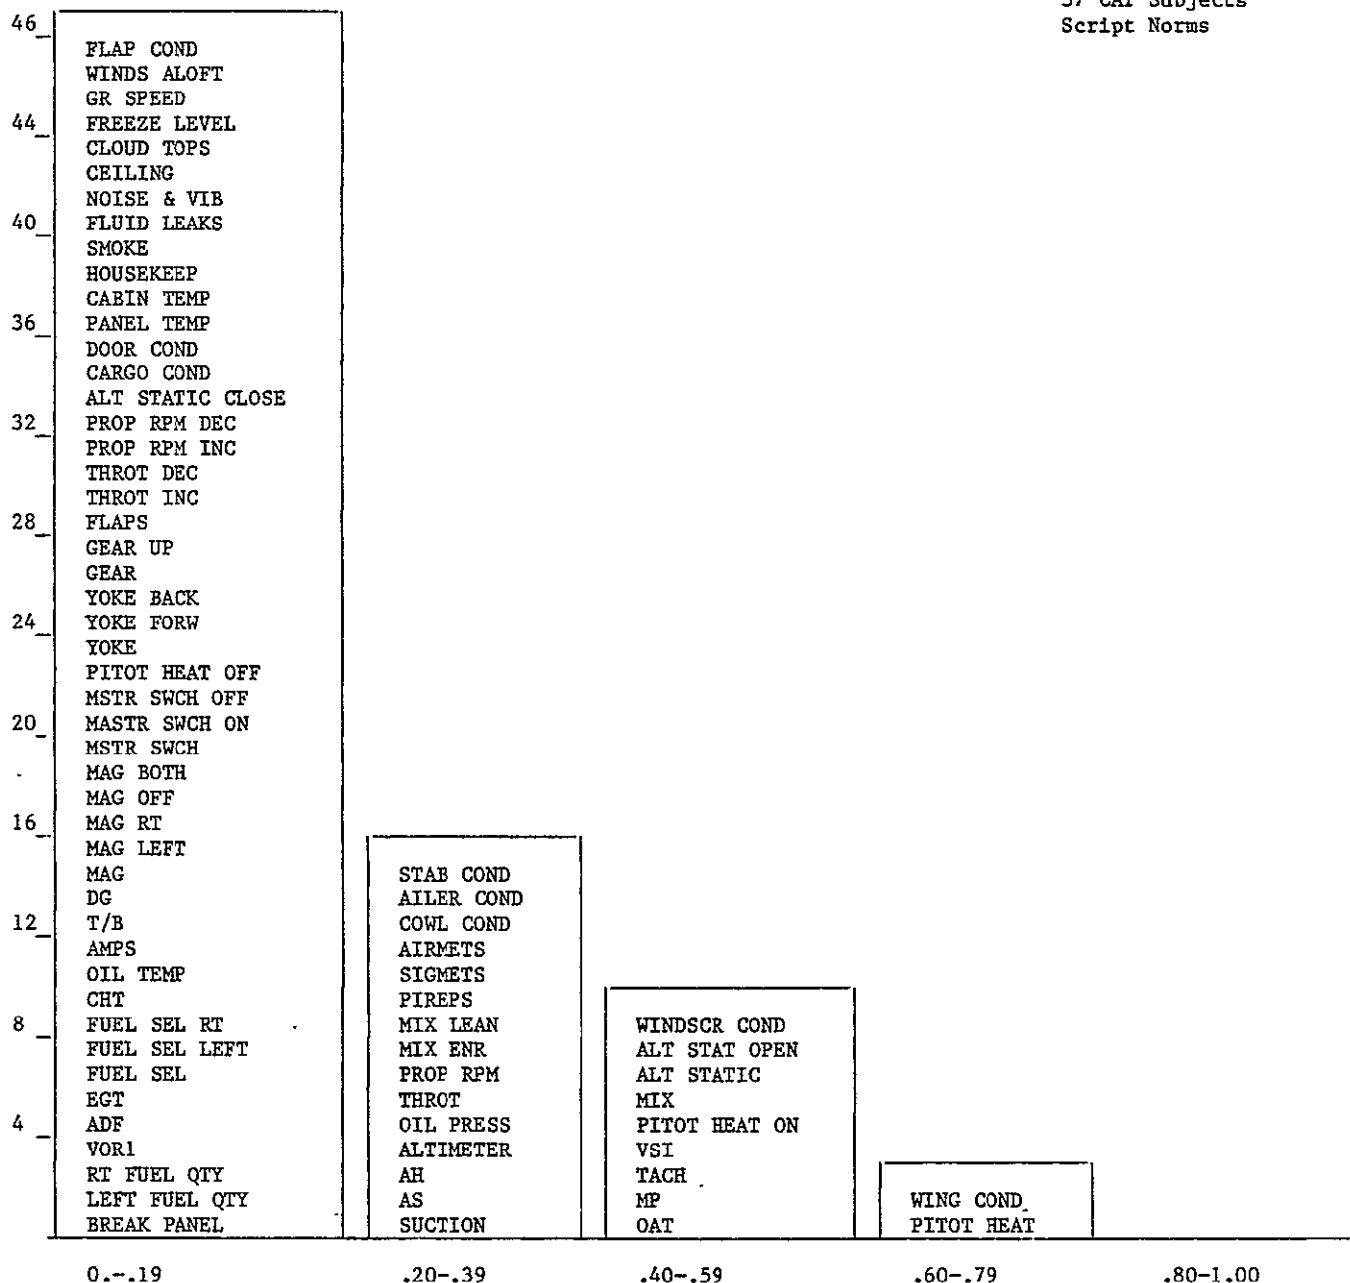 37 CAT Subjects
Script Norms
46
FLAP COND
WINDS ALOFT
GR SPEED
44
FREEZE LEVEL
CLOUD TOPS
CEILING
NOISE & VIB
40
FLUID LEAKS
SMOKE
HOUSEKEEP
CABIN TEMP
36
PANEL TEMP
DOOR COND
CARGO COND
ALT STATIC CLOSE
32
PROP RPM DEC
PROP RPM INC
THROT DEC
THROT INC
28
FLAPS
GEAR UP
GEAR
YOKE BACK
24
YOKE FORW
YOKE
PITOT HEAT OFF
MSTR SWCH OFF
20
MASTR SWCH ON
MSTR SWCH
MAG BOTH
MAG OFF
16
MAG RT
MAG LEFT
MAG
DG
12
T/B
AMPS
OIL TEMP
CHT
8
FUEL SEL RT
FUEL SEL LEFT
FUEL SEL
EGT
4
ADF
VOR1
RT FUEL QTY
LEFT FUEL QTY
BREAK PANEL
STAB COND
AILER COND
COWL COND
AIRMETS
SIGMETS
PIREPS
MIX LEAN
MIX ENR
PROP RPM
THROT
OIL PRESS
ALTIMETER
AH
AS
SUCTION
WINDSCR COND
ALT STAT OPEN
ALT STATIC
MIX
PITOT HEAT ON
VSI
TACH
MP
OAT
WING COND
PITOT HEAT
0.-.19 .20-.39 .40-.59 .60-.79 .80-1.00